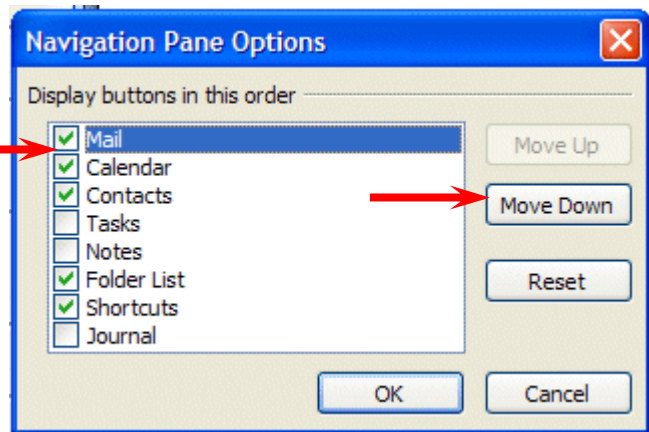 Navigation Pane Options
Display buttons in this order
Mail
Calendar
Contacts
Tasks
Notes
Folder List
Shortcuts
Journal
Move Up
Move Down
Reset
OK
Cancel